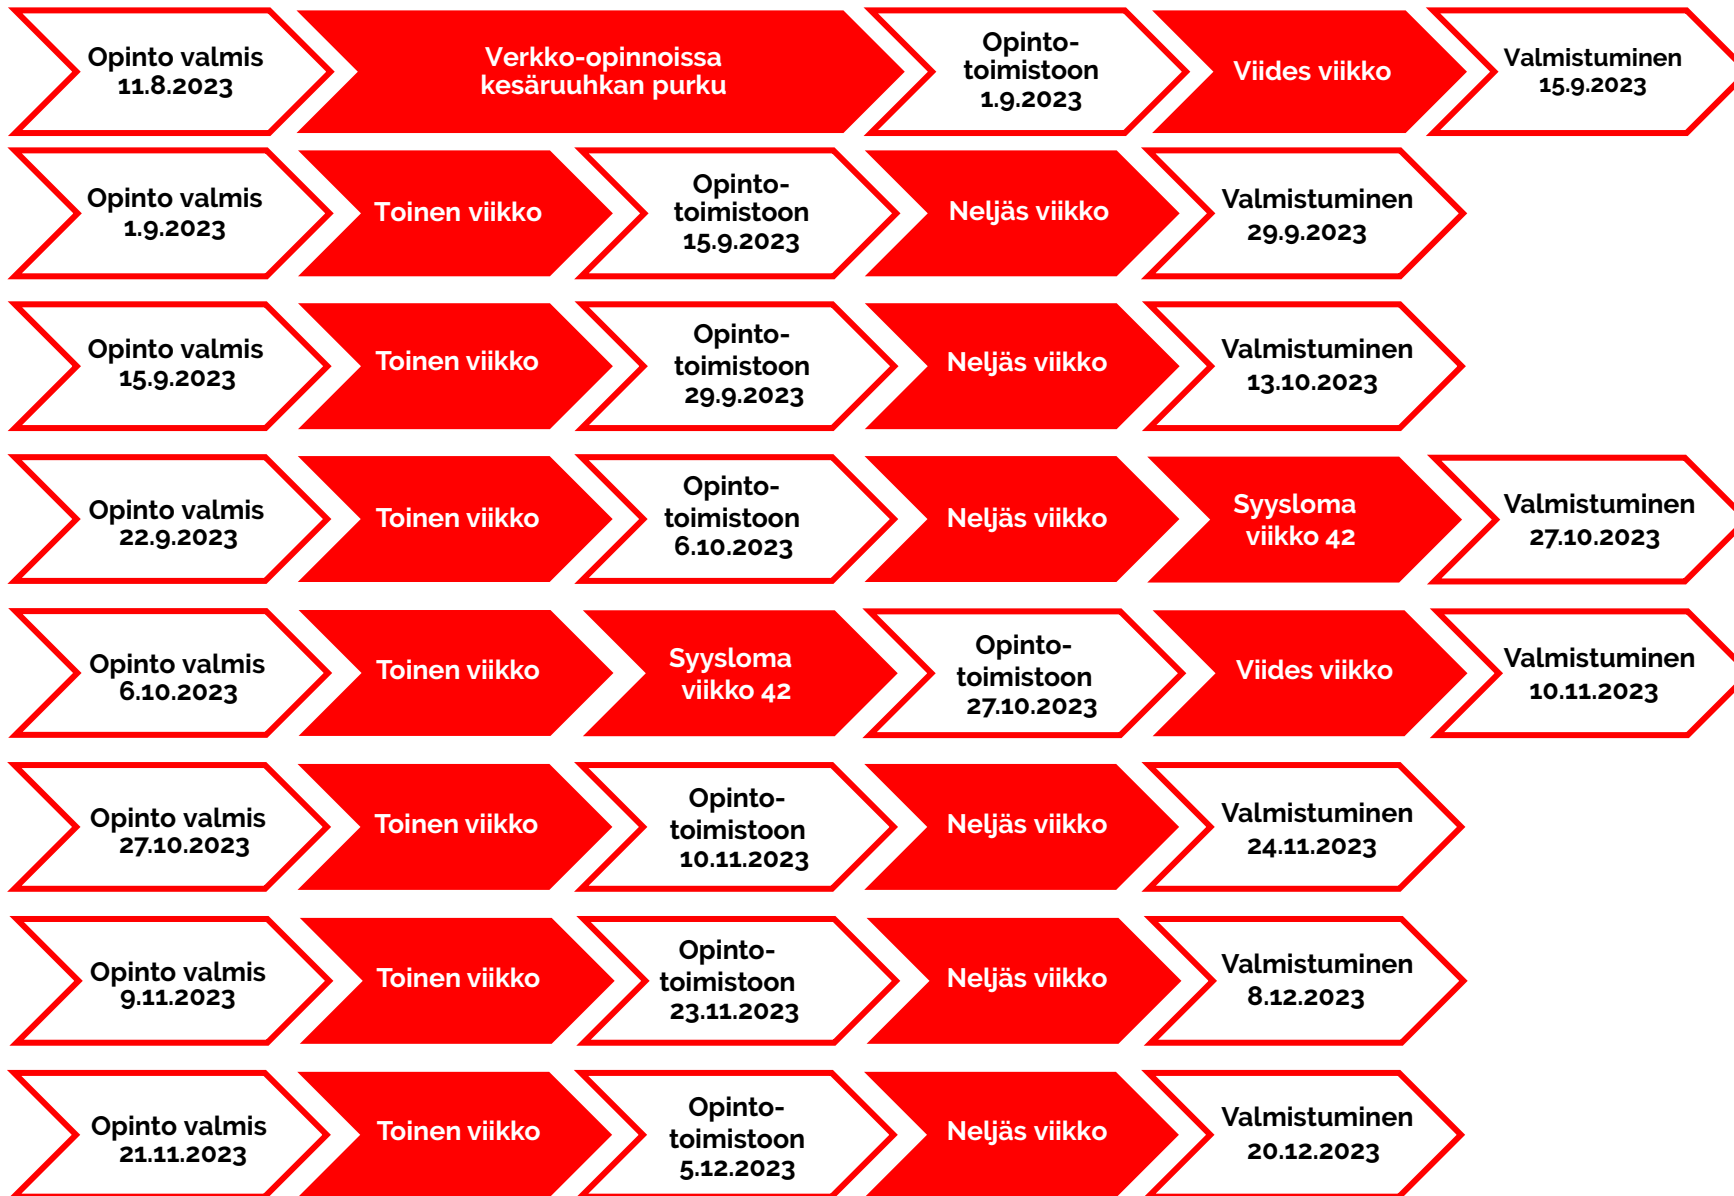 Opinto valmis
11.8.2023
Verkko-opinnoissa
kesäruuhkan purku
Opinto-
toimistoon
1.9.2023
Viides viikko
Valmistuminen
15.9.2023
Opinto valmis
1.9.2023
Toinen viikko
Opinto-
toimistoon
15.9.2023
Neljäs viikko
Valmistuminen
29.9.2023
Opinto valmis
15.9.2023
Toinen viikko
Opinto-
toimistoon
29.9.2023
Neljäs viikko
Valmistuminen
13.10.2023
Opinto valmis
22.9.2023
Toinen viikko
Opinto-
toimistoon
6.10.2023
Neljäs viikko
Syysloma
viikko 42
Valmistuminen
27.10.2023
Opinto valmis
6.10.2023
Toinen viikko
Syysloma
viikko 42
Opinto-
toimistoon
27.10.2023
Viides viikko
Valmistuminen
10.11.2023
Opinto valmis
27.10.2023
Toinen viikko
Opinto-
toimistoon
10.11.2023
Neljäs viikko
Valmistuminen
24.11.2023
Opinto valmis
9.11.2023
Toinen viikko
Opinto-
toimistoon
23.11.2023
Neljäs viikko
Valmistuminen
8.12.2023
Opinto valmis
21.11.2023
Toinen viikko
Opinto-
toimistoon
5.12.2023
Neljäs viikko
Valmistuminen
20.12.2023